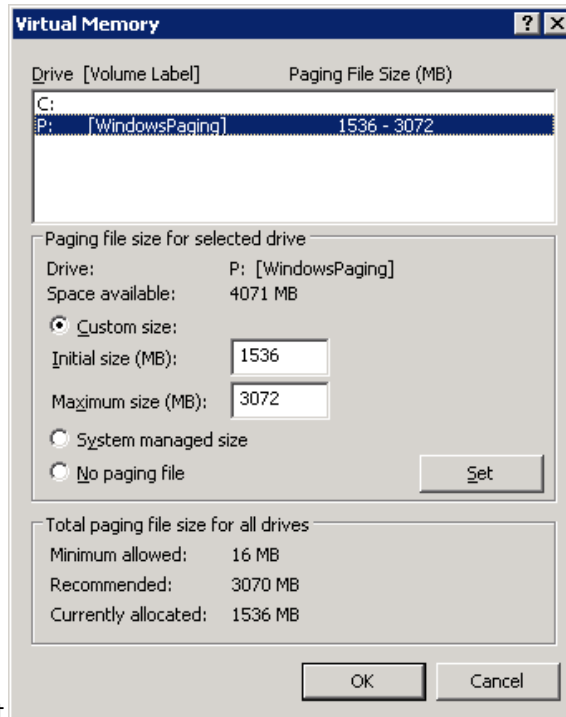 Virtual Memory
Drive [Volume Label] Paging File Size (MB)
C:
P: [WindowsPaging] 1536 - 3072
Paging file size for selected drive
Drive: P: [WindowsPaging]
Space available: 4071 MB
Custom size:
Initial size (MB): 1536
Maximum size (MB): 3072
System managed size
No paging file Set
Total paging file size for all drives
Minimum allowed: 16 MB
Recommended: 3070 MB
Currently allocated: 1536 MB
OK Cancel